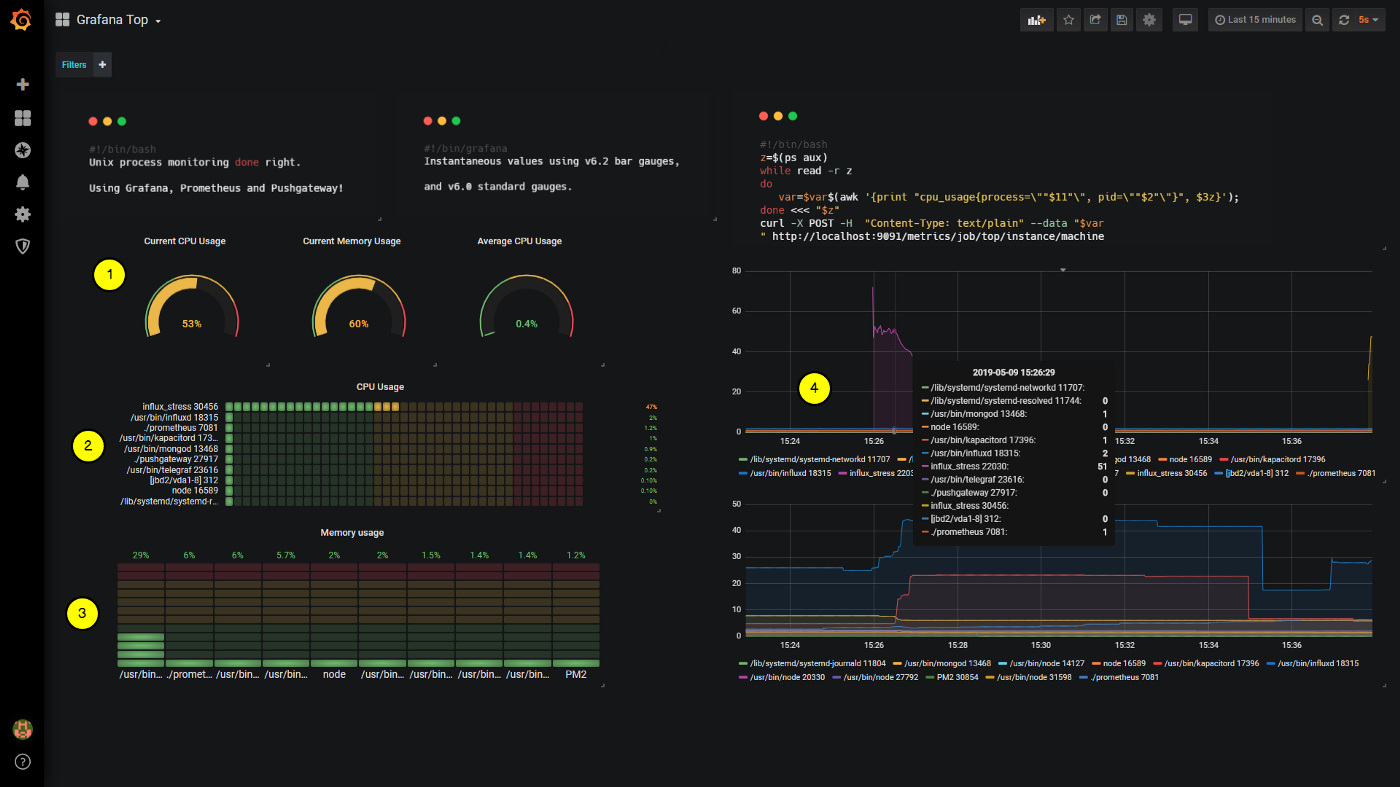 Grafana Top
Last 15 minutes
5s
Filters
#!/bin/bash
Unix process monitoring done right.
Using Grafana, Prometheus and Pushgateway!
#!/bin/grafana
Instantaneous values using v6.2 bar gauges,
and v6.0 standard gauges.
#!/bin/bash
z=$(ps aux)
while read -r z
do
var=$var$(awk '{print "cpu_usage{process=\""$11"\", pid=\""$2"\"}", $3z}');
done <<< "$z"
curl -X POST -H "Content-Type: text/plain" --data "$var
" http://localhost:9091/metrics/job/top/instance/machine
Current CPU Usage
Current Memory Usage
Average CPU Usage
1
53%
60%
0.4%
CPU Usage
2
influx_stress 30456 47%
/usr/bin/influxd 18315 2%
./prometheus 7081 1.2%
/usr/bin/kapacitord 173... 1%
/usr/bin/mongod 13468 0.9%
./pushgateway 27917 0.2%
/usr/bin/telegraf 23616 0.2%
[jbd2/vda1-8] 312 0.10%
node 16589 0.10%
/lib/systemd/systemd-r... 0%
Memory usage
3
29% 6% 6% 5.7% 2% 2% 1.5% 1.4% 1.4% 1.2%
/usr/bin... ./promet... /usr/bin... /usr/bin... node /usr/bin... /usr/bin... /usr/bin... /usr/bin... PM2
80
60
40
20
0
4
15:24 15:26 15:32 15:34 15:36
2019-05-09 15:26:29
/lib/systemd/systemd-networkd 11707:
/lib/systemd/systemd-resolved 11744: 0
/usr/bin/mongod 13468: 1
node 16589: 0
/usr/bin/kapacitord 17396: 1
/usr/bin/influxd 18315: 2
influx_stress 22030: 51
/usr/bin/telegraf 23616: 0
./pushgateway 27917: 0
influx_stress 30456:
[jbd2/vda1-8] 312: 0
./prometheus 7081: 1
/lib/systemd/systemd-networkd 11707 god 13468 node 16589 /usr/bin/kapacitord 17396
/usr/bin/influxd 18315 influx_stress 2203 7 influx_stress 30456 [jbd2/vda1-8] 312 ./prometheus 7081
50
40
30
20
10
0
15:24 15:26 15:28 15:30 15:32 15:34 15:36
/lib/systemd/systemd-journald 11804 /usr/bin/mongod 13468 /usr/bin/node 14127 node 16589 /usr/bin/kapacitord 17396 /usr/bin/influxd 18315
/usr/bin/node 20330 /usr/bin/node 27792 PM2 30854 /usr/bin/node 31598 ./prometheus 7081